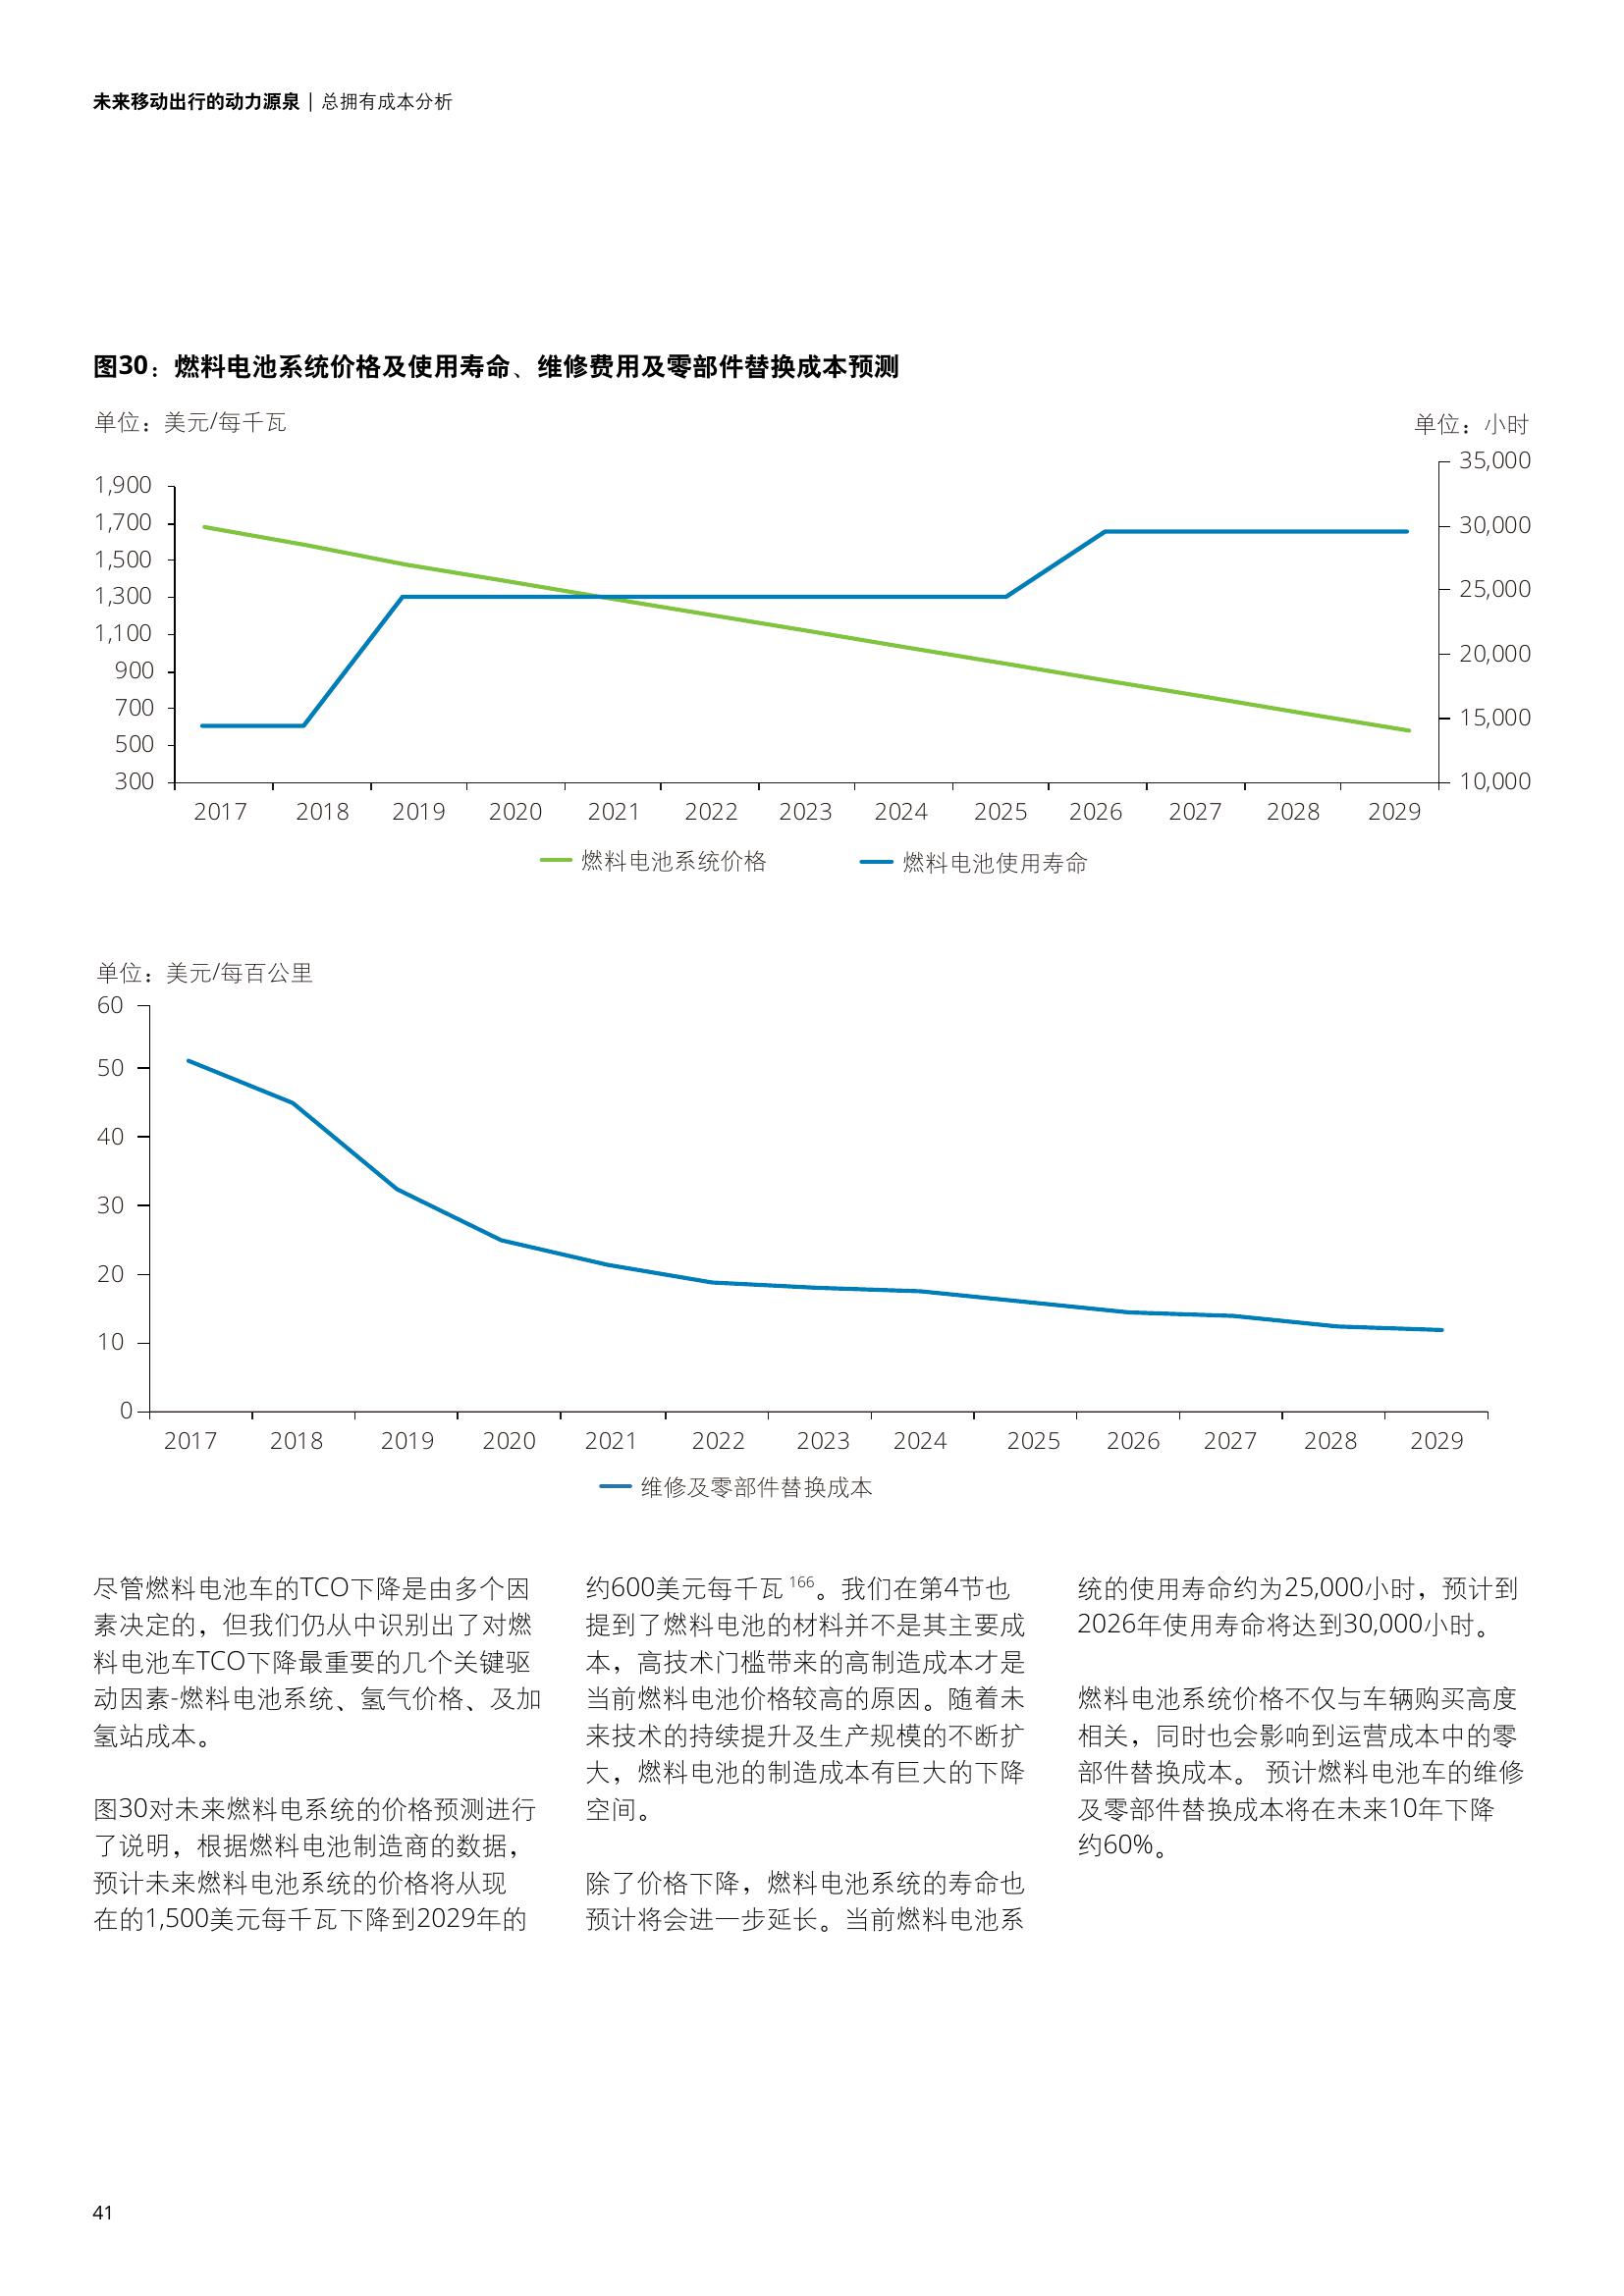 未来移动出行的动力源泉 | 总拥有成本分析
图30：燃料电池系统价格及使用寿命、维修费用及零部件替换成本预测
单位：美元/每千瓦
单位：小时
1,900
1,700
1,500
1,300
1,100
900
700
500
300
35,000
30,000
25,000
20,000
15,000
10,000
2017 2018 2019 2020 2021 2022 2023 2024 2025 2026 2027 2028 2029
燃料电池系统价格 燃料电池使用寿命
单位：美元/每百公里
60
50
40
30
20
10
0
2017 2018 2019 2020 2021 2022 2023 2024 2025 2026 2027 2028 2029
维修及零部件替换成本
尽管燃料电池车的TCO下降是由多个因
素决定的，但我们仍从中识别出了对燃
料电池车TCO下降最重要的几个关键驱
动因素-燃料电池系统、氢气价格、及加
氢站成本。
图30对未来燃料电系统的价格预测进行
了说明，根据燃料电池制造商的数据，
预计未来燃料电池系统的价格将从现
在的1,500美元每千瓦下降到2029年的
约600美元每千瓦166。我们在第4节也
提到了燃料电池的材料并不是其主要成
本，高技术门槛带来的高制造成本才是
当前燃料电池价格较高的原因。随着未
来技术的持续提升及生产规模的不断扩
大，燃料电池的制造成本有巨大的下降
空间。
除了价格下降，燃料电池系统的寿命也
预计将会进一步延长。当前燃料电池系
统的使用寿命约为25,000小时，预计到
2026年使用寿命将达到30,000小时。
燃料电池系统价格不仅与车辆购买高度
相关，同时也会影响到运营成本中的零
部件替换成本。 预计燃料电池车的维修
及零部件替换成本将在未来10年下降
约60%。
41